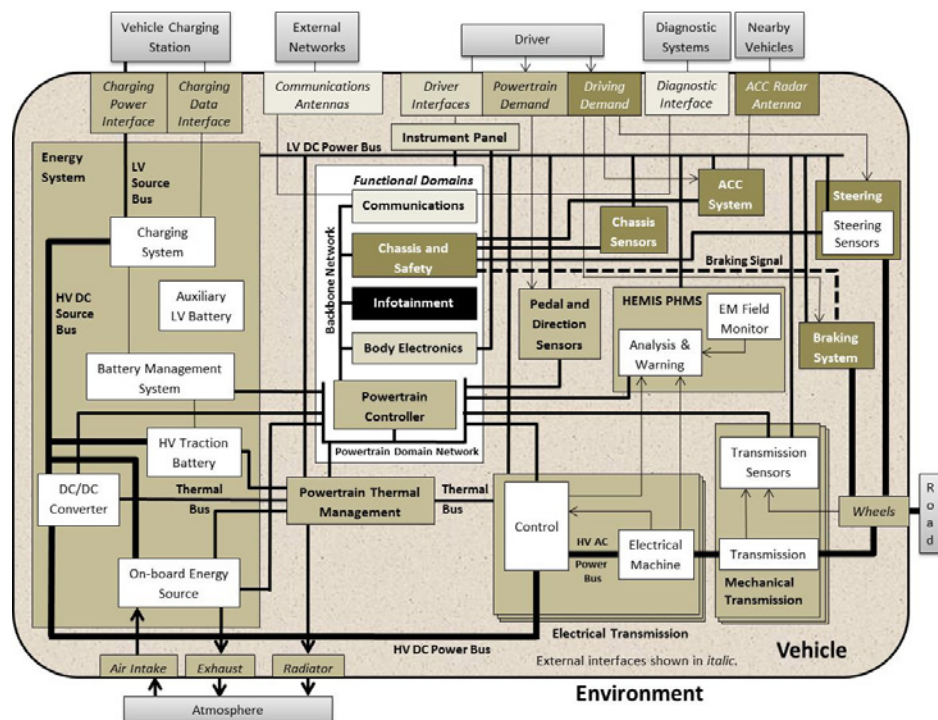 Vehicle Charging
Station
External
Networks
Driver
Diagnostic
Systems
Nearby
Vehicles
Charging
Power
Interface
Charging
Data
Interface
Communications
Antennas
Driver
Interfaces
Powertrain
Demand
Driving
Demand
Diagnostic
Interface
ACC Radar
Antenna
Instrument Panel
LV DC Power Bus
Energy
System
LV
Source
Bus
Functional Domains
Communications
Chassis and
Safety
Infotainment
Body Electronics
Backbone Network
Powertrain
Controller
Powertrain Domain Network
ACC
System
Chassis
Sensors
Steering
Steering
Sensors
Braking Signal
Charging
System
HV DC
Source
Bus
Auxiliary
LV Battery
Pedal and
Direction
Sensors
HEMIS PHMS
EM Field
Monitor
Analysis &
Warning
Braking
System
Battery Management
System
HV Traction
Battery
DC/DC
Converter
Thermal
Bus
Powertrain Thermal
Management
Thermal
Bus
Control
HV AC
Power
Bus
Electrical
Machine
Transmission
Sensors
Transmission
Mechanical
Transmission
Wheels
R
o
a
d
On-board Energy
Source
Electrical Transmission
HV DC Power Bus
External interfaces shown in italic.
Vehicle
Air Intake
Exhaust
Radiator
Environment
Atmosphere